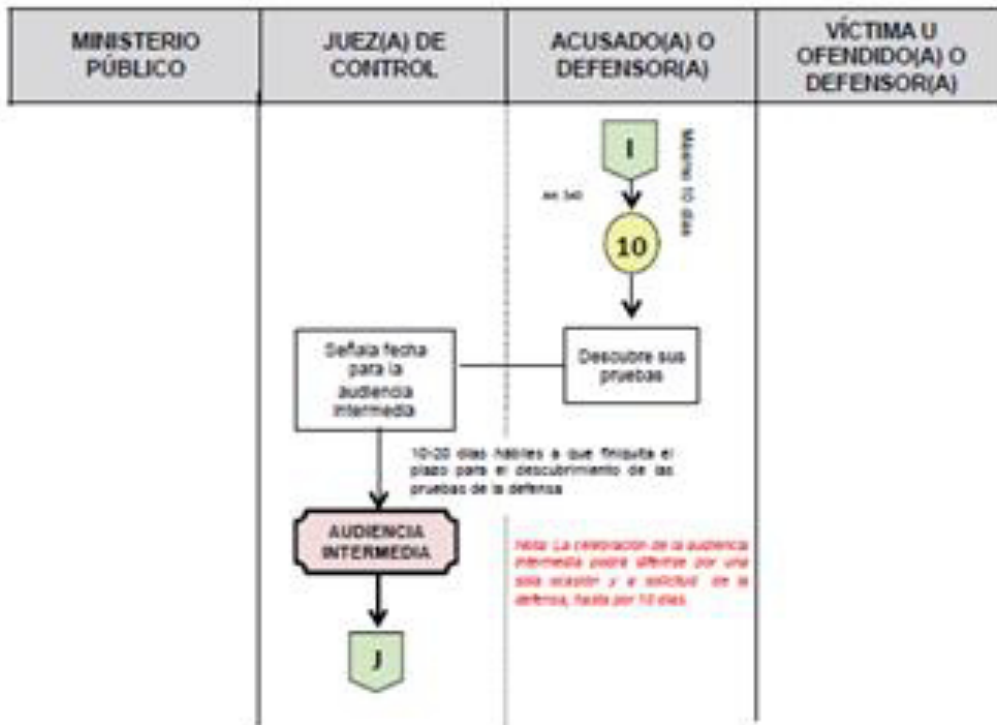 MINISTERIO
PÚBLICO
JUEZ(A) DE
CONTROL
ACUSADO(A) O
DEFENSOR(A)
VÍCTIMA U
OFENDIDO(A) O
DEFENSOR(A)
I
Máximo 10 días
Art. 340
10
Señala fecha
para la
audiencia
intermedia
Descubre sus
pruebas
10-20 días hábiles a que finiquita el
plazo para el descubrimiento de las
pruebas de la defensa
AUDIENCIA
INTERMEDIA
Nota: La celebración de la audiencia
intermedia podrá diferirse por una
sola ocasión y a solicitud de la
defensa, hasta por 10 días.
J